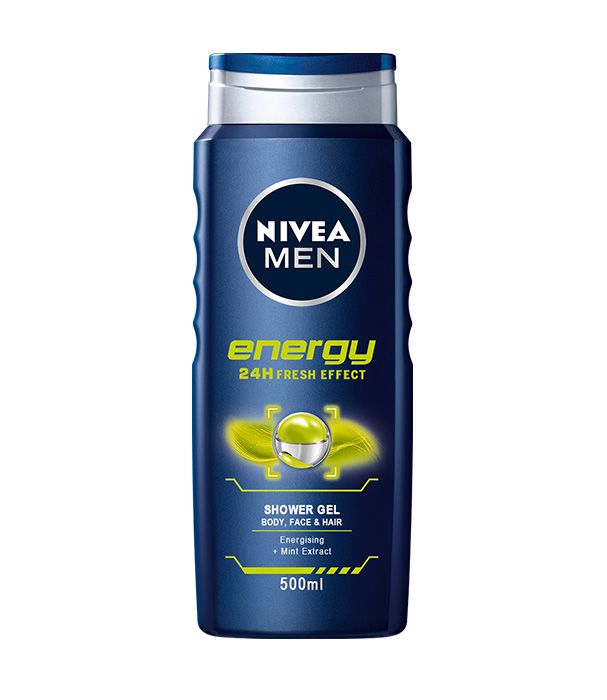 NIVEA
MEN
energy
24H FRESH EFFECT
SHOWER GEL
BODY, FACE & HAIR
Energising
+ Mint Extract
500ml